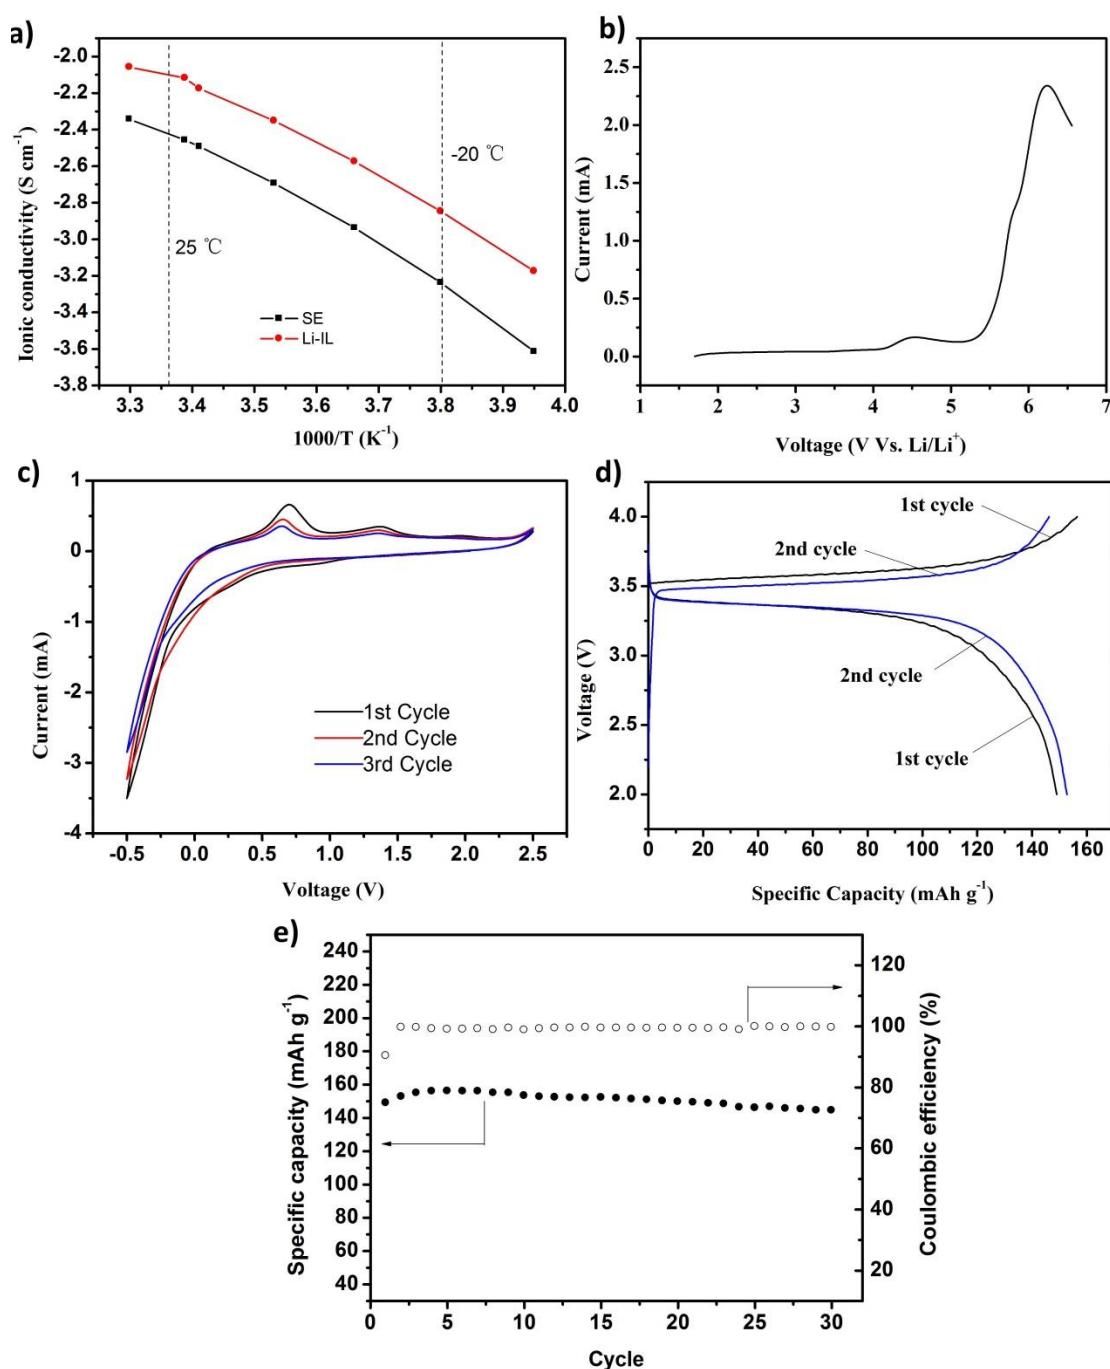 a)
Ionic conductivity (S cm⁻¹)
-2.0
-2.2
-2.4
-2.6
-2.8
-3.0
-3.2
-3.4
-3.6
-3.8
25 ℃
-20 ℃
SE
Li-IL
3.3 3.4 3.5 3.6 3.7 3.8 3.9 4.0
1000/T (K⁻¹)
b)
Current (mA)
2.5
2.0
1.5
1.0
0.5
0.0
1 2 3 4 5 6 7
Voltage (V Vs. Li/Li⁺)
c)
Current (mA)
1
0
-1
-2
-3
-4
1st Cycle
2nd Cycle
3rd Cycle
-0.5 0.0 0.5 1.0 1.5 2.0 2.5
Voltage (V)
d)
Voltage (V)
4.0
3.5
3.0
2.5
2.0
1st cycle
2nd cycle
2nd cycle
1st cycle
0 20 40 60 80 100 120 140 160
Specific Capacity (mAh g⁻¹)
e)
Specific capacity (mAh g⁻¹)
240
220
200
180
160
140
120
100
80
60
40
120
100
80
60
40
20
Coulombic efficiency (%)
0 5 10 15 20 25 30
Cycle